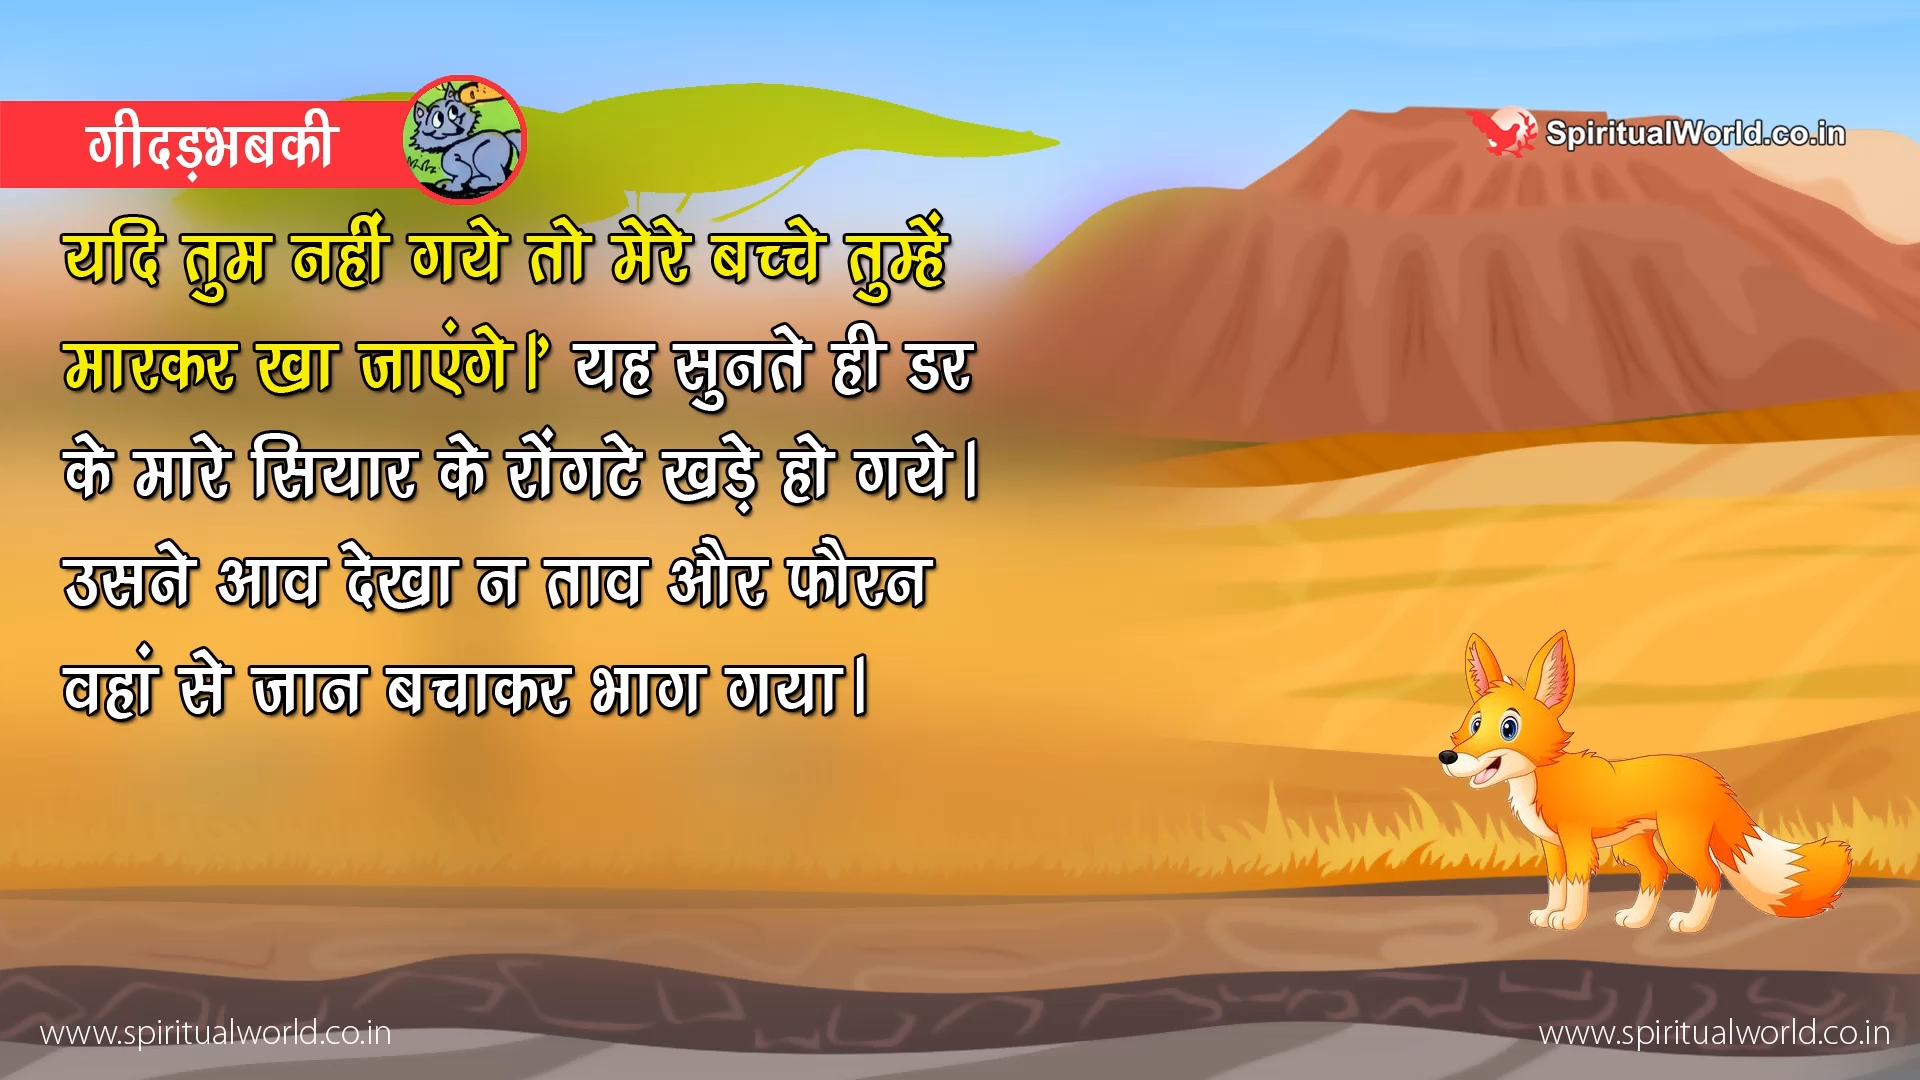 गीदड़भबकी
SpiritualWorld.co.in
यदि तुम नहीं गये तो मेरे बच्चे तुम्हें
मारकर खा जाएंगे।’ यह सुनते ही डर
के मारे सियार के रोंगटे खड़े हो गये।
उसने आव देखा न ताव और फौरन
वहां से जान बचाकर भाग गया।
www.spiritualworld.co.in
www.spiritualworld.co.in